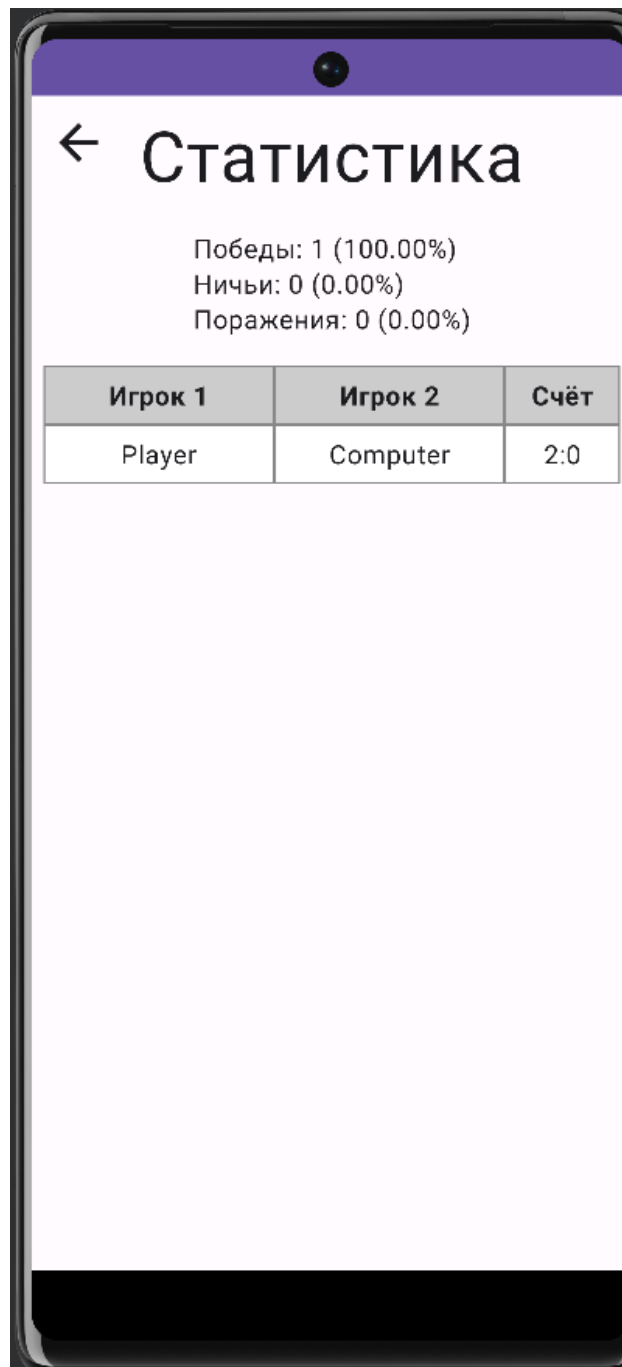 Статистика
Победы: 1 (100.00%)
Ничьи: 0 (0.00%)
Поражения: 0 (0.00%)
Игрок 1 Игрок 2 Счёт
Player Computer 2:0